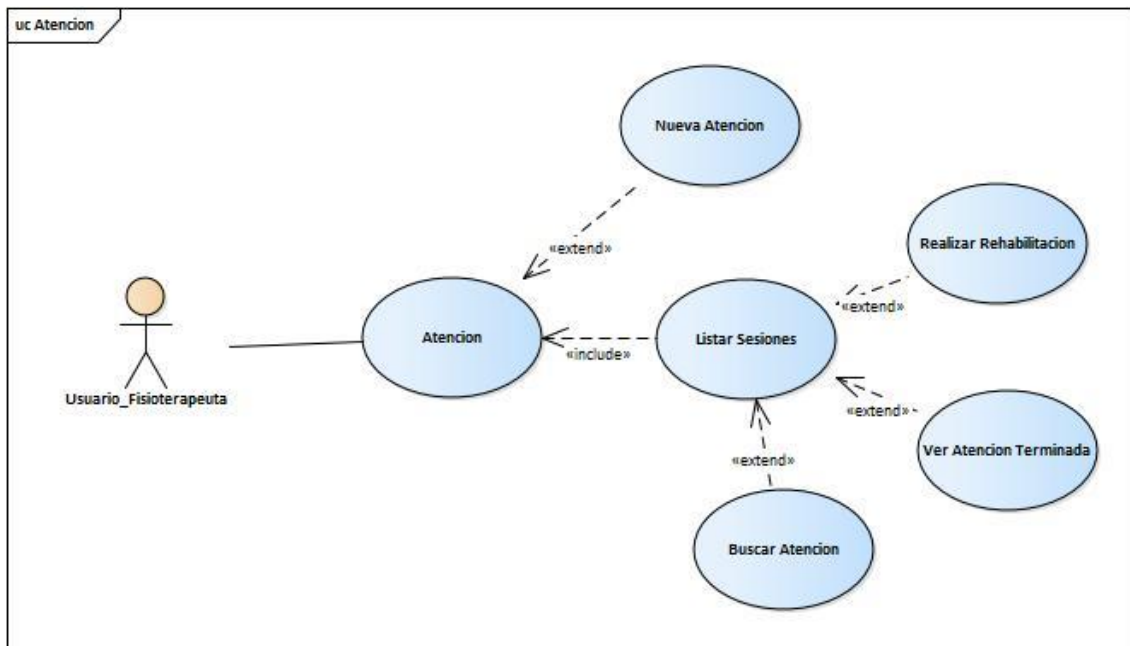 uc Atencion
Nueva Atencion
Realizar Rehabilitacion
«extend»
«extend»
Atencion
Listar Sesiones
«include»
Usuario_Fisioterapeuta
«extend»
Ver Atencion Terminada
«extend»
Buscar Atencion